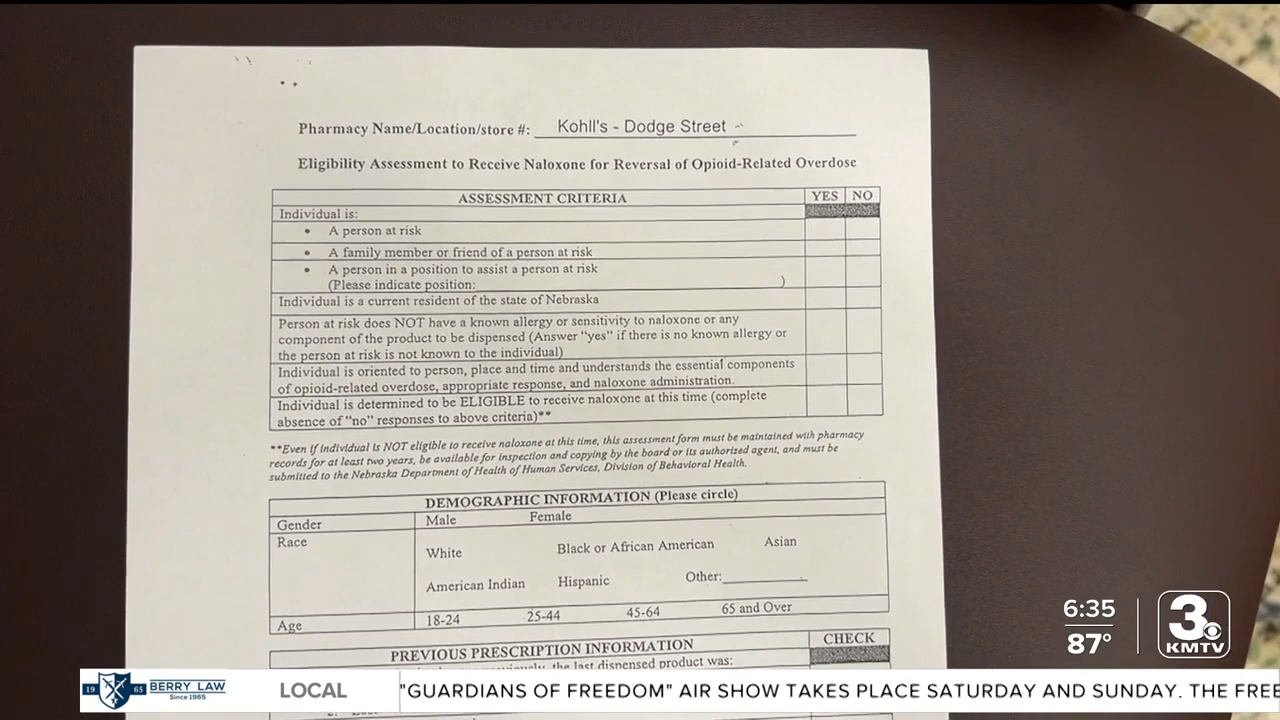 Pharmacy Name/Location/store #: Kohll's - Dodge Street
Eligibility Assessment to Receive Naloxone for Reversal of Opioid-Related Overdose
ASSESSMENT CRITERIA YES NO
Individual is:
• A person at risk
• A family member or friend of a person at risk
• A person in a position to assist a person at risk
(Please indicate position: )
Individual is a current resident of the state of Nebraska
Person at risk does NOT have a known allergy or sensitivity to naloxone or any
component of the product to be dispensed (Answer "yes" if there is no known allergy or
the person at risk is not known to the individual)
Individual is oriented to person, place and time and understands the essential components
of opioid-related overdose, appropriate response, and naloxone administration.
Individual is determined to be ELIGIBLE to receive naloxone at this time (complete
absence of "no" responses to above criteria)**
**Even if individual is NOT eligible to receive naloxone at this time, this assessment form must be maintained with pharmacy
records for at least two years, be available for inspection and copying by the board or its authorized agent, and must be
submitted to the Nebraska Department of Health of Human Services, Division of Behavioral Health.
DEMOGRAPHIC INFORMATION (Please circle)
Gender Male Female
Race
White Black or African American Asian
American Indian Hispanic Other:
Age 18-24 25-44 45-64 65 and Over
PREVIOUS PRESCRIPTION INFORMATION CHECK
the last dispensed product was:
6:35
87°
3
KMTV
19 65 BERRY LAW
Since 1965
LOCAL
"GUARDIANS OF FREEDOM" AIR SHOW TAKES PLACE SATURDAY AND SUNDAY. THE FREE